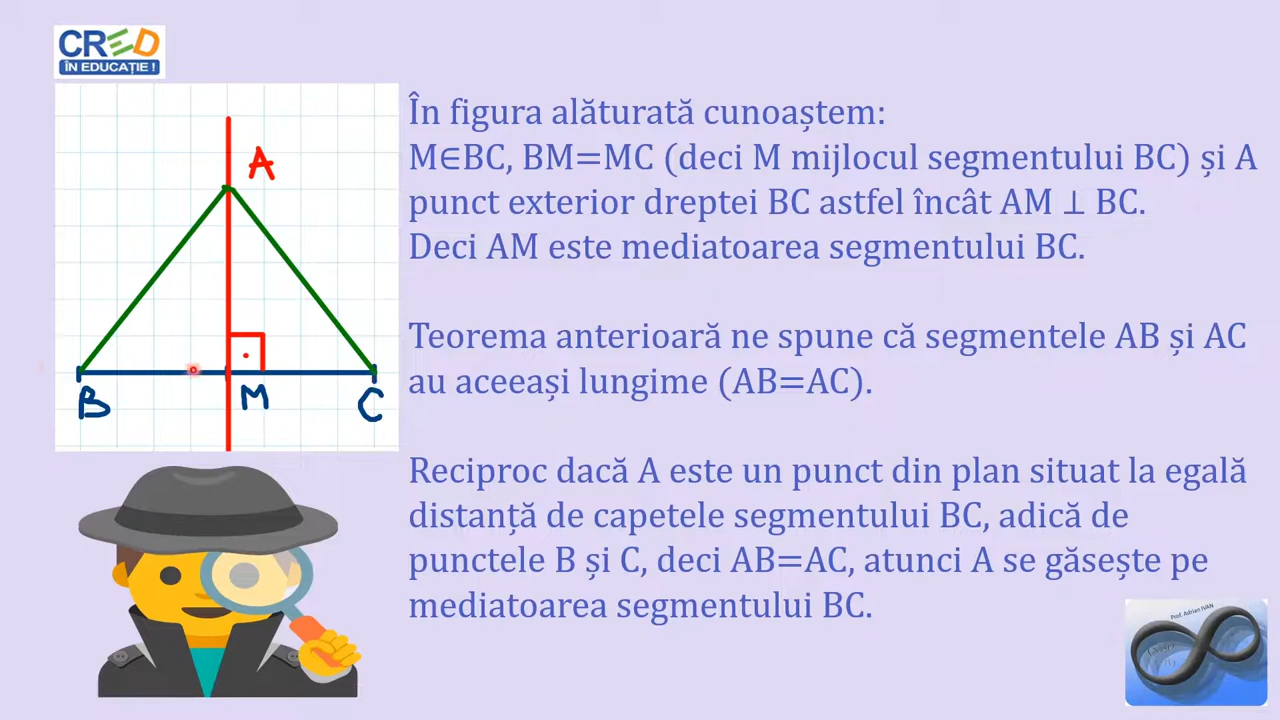 CRED
ÎN EDUCAȚIE !
A
B
M
C
În figura alăturată cunoaștem:
M∈BC, BM=MC (deci M mijlocul segmentului BC) și A
punct exterior dreptei BC astfel încât AM ⊥ BC.
Deci AM este mediatoarea segmentului BC.
Teorema anterioară ne spune că segmentele AB și AC
au aceeași lungime (AB=AC).
Reciproc dacă A este un punct din plan situat la egală
distanță de capetele segmentului BC, adică de
punctele B și C, deci AB=AC, atunci A se găsește pe
mediatoarea segmentului BC.
Prof. Adrian IVAN